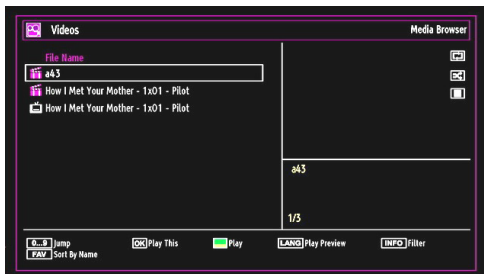 Videos
Media Browser
File Name
a43
How I Met Your Mother - 1x01 - Pilot
How I Met Your Mother - 1x01 - Pilot
a43
1/3
0...9 Jump
OK Play This
Play
LANG Play Preview
INFO Filter
FAV Sort By Name